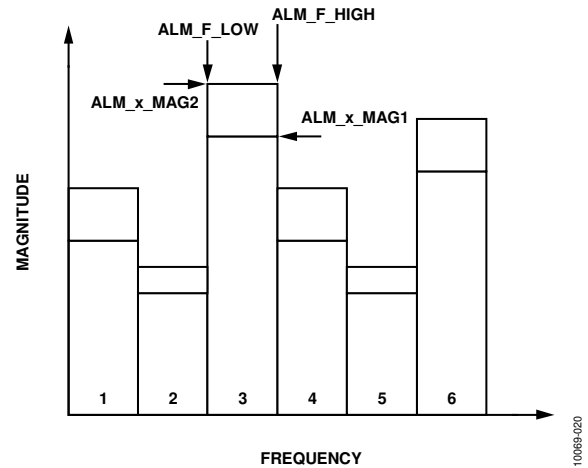 ALM_F_LOW
ALM_F_HIGH
ALM_x_MAG2
ALM_x_MAG1
MAGNITUDE
1 2 3 4 5 6
FREQUENCY
10069-020